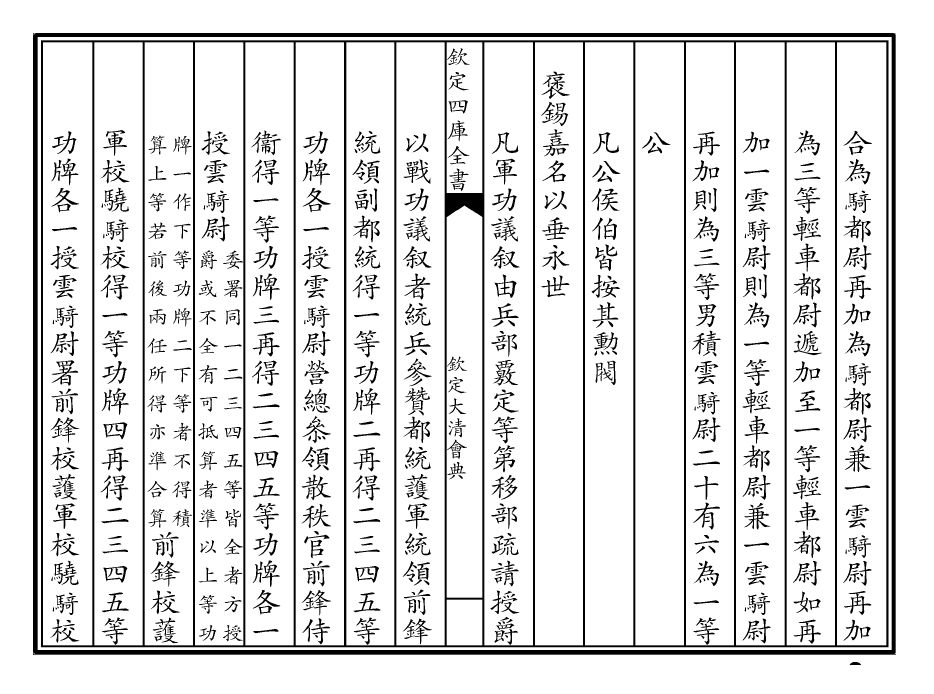 合為騎都尉再加為騎都尉兼一雲騎尉再加
為三等輕車都尉遞加至一等輕車都尉如再
加一雲騎尉則為一等輕車都尉兼一雲騎尉
再加則為三等男積雲騎尉二十有六為一等
公
凡公侯伯皆按其勳閥
褒錫嘉名以垂永世
凡軍功議叙由兵部覈定等第移部疏請授爵
欽定四庫全書
欽定大清會典
以戰功議叙者統兵參贊都統護軍統領前鋒
統領副都統得一等功牌二再得二三四五等
功牌各一授雲騎尉營總叅領散秩官前鋒侍
衞得一等功牌三再得二三四五等功牌各一
授雲騎尉
委署同一二三四五等皆全者方授
爵或不全有可抵算者準以上等功
牌一作下等功牌二下等者不得積
算上等若前後兩任所得亦準合算
前鋒校護
軍校驍騎校得一等功牌四再得二三四五等
功牌各一授雲騎尉署前鋒校護軍校驍騎校